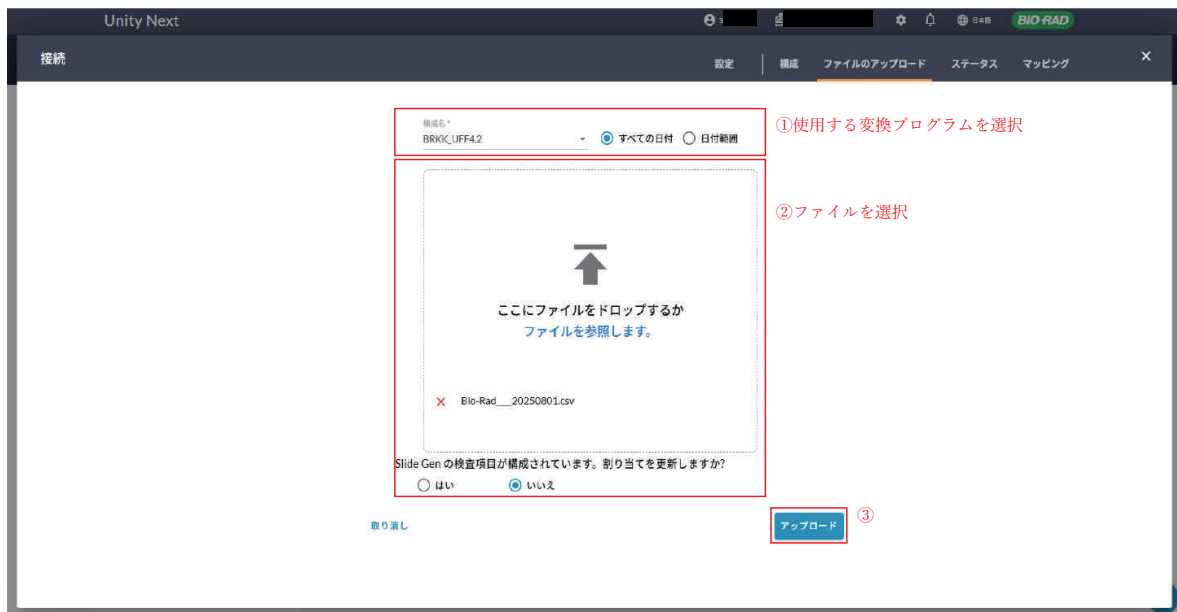 Unity Next
日本語
BIO-RAD
接続
設定
構成
ファイルのアップロード
ステータス
マッピング
構成名*
BRKK_UFF4.2
すべての日付
日付範囲
①使用する変換プログラムを選択
②ファイルを選択
ここにファイルをドロップするか
ファイルを参照します。
Bio-Rad___20250801.csv
Slide Gen の検査項目が構成されています。割り当てを更新しますか?
はい
いいえ
取り消し
アップロード
③